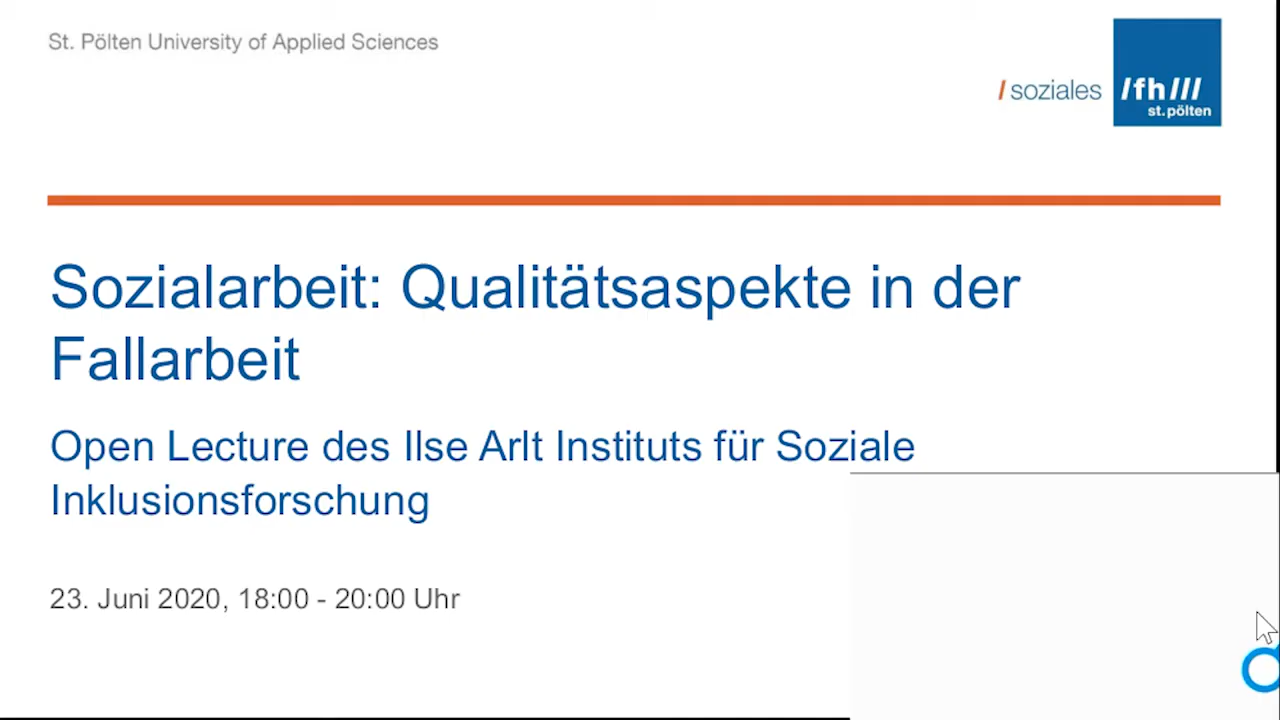 St. Pölten University of Applied Sciences
/ soziales
/fh///
st.pölten
Sozialarbeit: Qualitätsaspekte in der
Fallarbeit
Open Lecture des Ilse Arlt Instituts für Soziale
Inklusionsforschung
23. Juni 2020, 18:00 - 20:00 Uhr